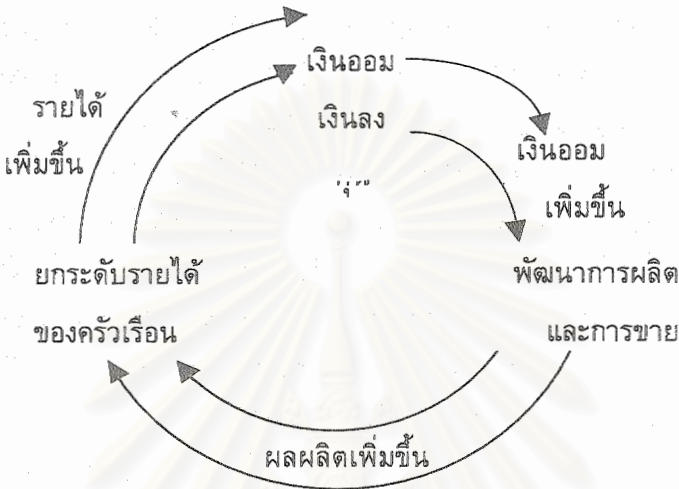 เงินออม
เงินลง
รายได้
เพิ่มขึ้น
เงินออม
เพิ่มขึ้น
ยกระดับรายได้
ของครัวเรือน
พัฒนาการผลิต
และการขาย
ผลผลิตเพิ่มขึ้น